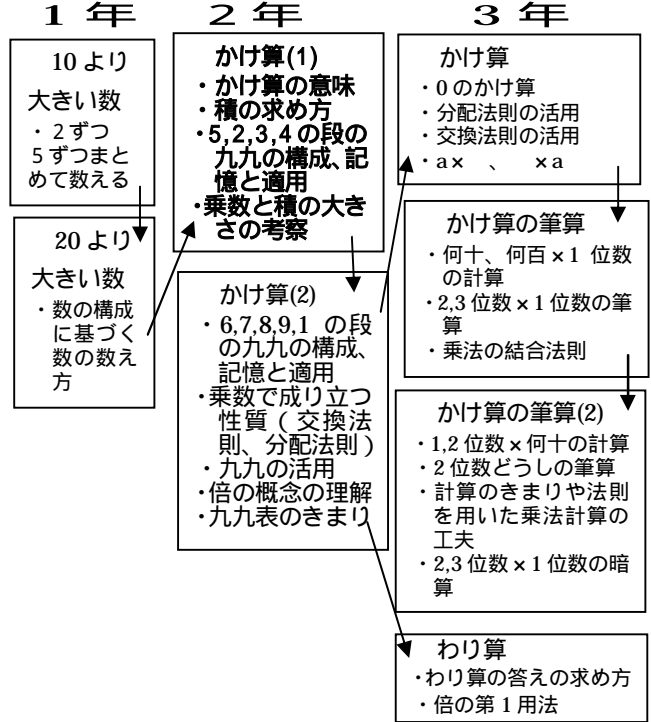 1 年
10 より
大きい数
・ 2 ずつ
5 ずつまと
めて数える
20 より
大きい数
・数の構成
に基づく
数の数え
方
2 年
かけ算(1)
・かけ算の意味
・積の求め方
・5,2,3,4 の段の
九九の構成、記
憶と適用
・乗数と積の大き
さの考察
かけ算(2)
・6,7,8,9,1 の段
の九九の構成、
記憶と適用
・乗数で成り立つ
性質（交換法
則、分配法則）
・九九の活用
・倍の概念の理解
・九九表のきまり
3 年
かけ算
・0 のかけ算
・分配法則の活用
・交換法則の活用
・a× 、 ×a
かけ算の筆算
・何十、何百×1 位数
の計算
・2,3 位数×1 位数の筆
算
・乗法の結合法則
かけ算の筆算(2)
・1,2 位数×何十の計算
・2 位数どうしの筆算
・計算のきまりや法則
を用いた乗法計算の
工夫
・2,3 位数×1 位数の暗
算
わり算
・わり算の答えの求め方
・倍の第 1 用法